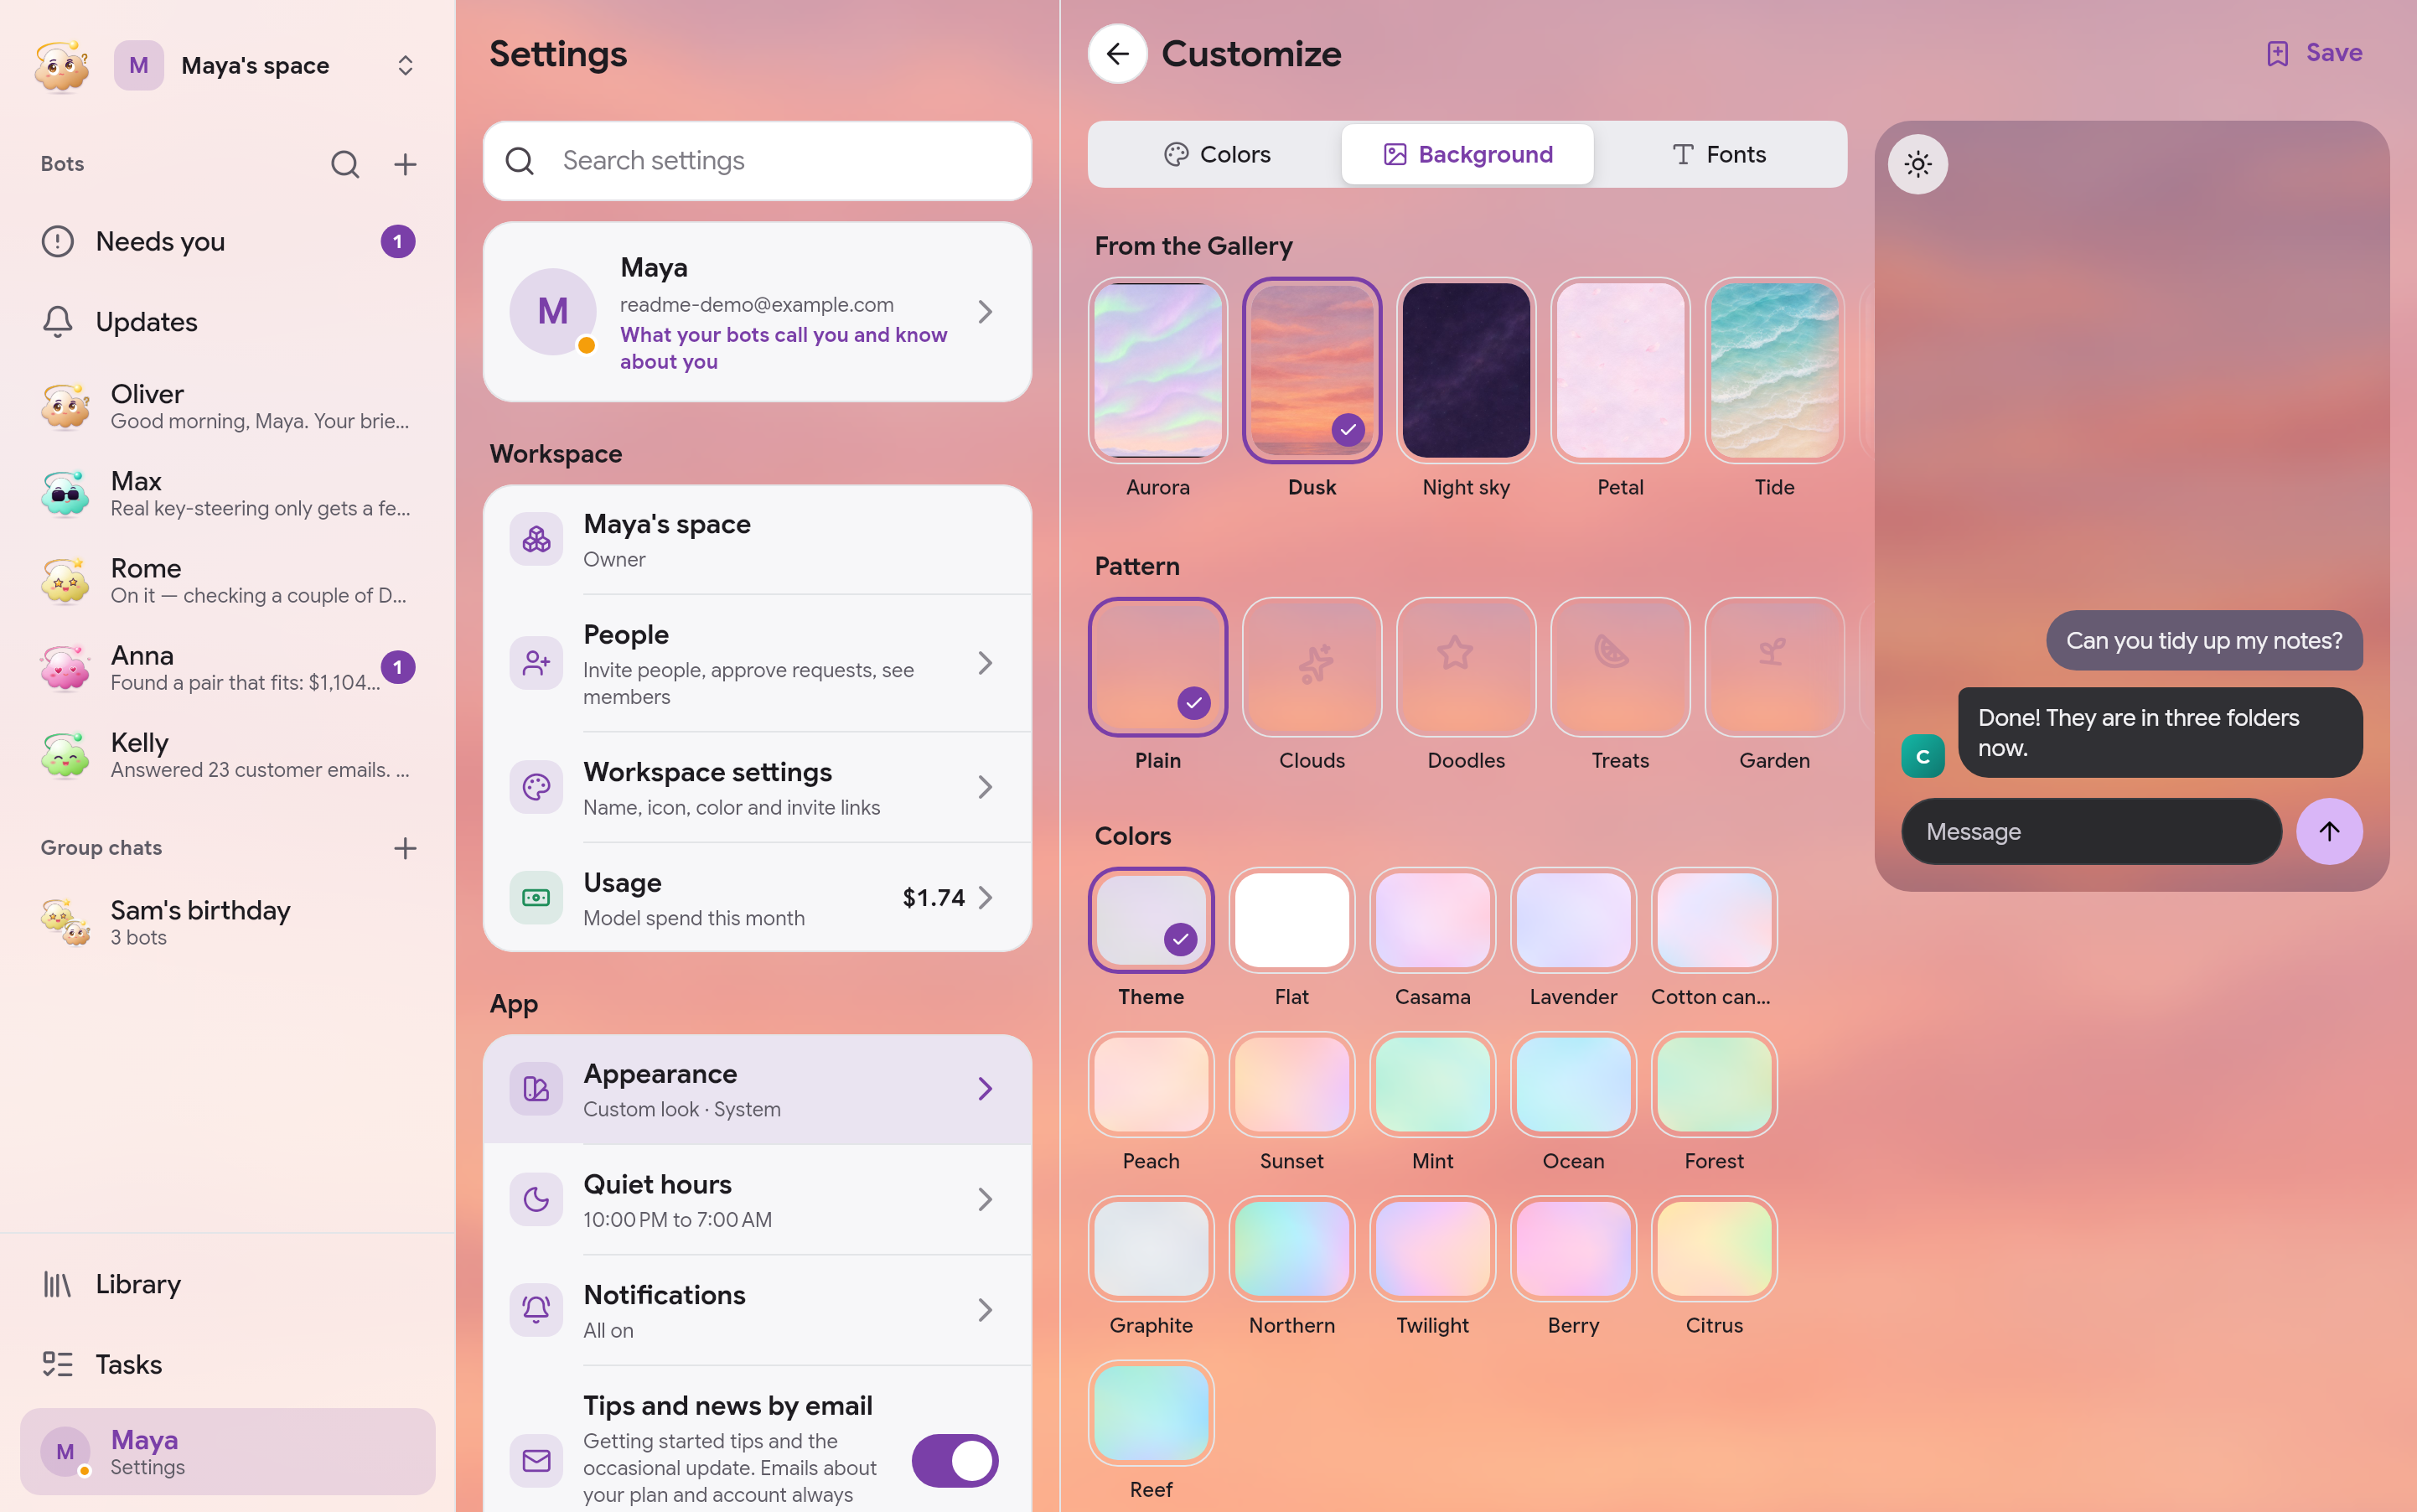 M
Maya's space
Bots
Needs you
1
Updates
Oliver
Good morning, Maya. Your brie...
Max
Real key-steering only gets a fe...
Rome
On it — checking a couple of D...
Anna
Found a pair that fits: $1,104...
1
Kelly
Answered 23 customer emails. ...
Group chats
Sam's birthday
3 bots
Library
Tasks
M
Maya
Settings
Settings
Search settings
M
Maya
readme-demo@example.com
What your bots call you and know
about you
Workspace
Maya's space
Owner
People
Invite people, approve requests, see
members
Workspace settings
Name, icon, color and invite links
Usage
Model spend this month
$1.74
App
Appearance
Custom look · System
Quiet hours
10:00 PM to 7:00 AM
Notifications
All on
Tips and news by email
Getting started tips and the
occasional update. Emails about
your plan and account always
Customize
Save
Colors
Background
Fonts
From the Gallery
Aurora
Dusk
Night sky
Petal
Tide
Pattern
Plain
Clouds
Doodles
Treats
Garden
Colors
Theme
Flat
Casama
Lavender
Cotton can...
Peach
Sunset
Mint
Ocean
Forest
Graphite
Northern
Twilight
Berry
Citrus
Reef
Can you tidy up my notes?
C
Done! They are in three folders
now.
Message